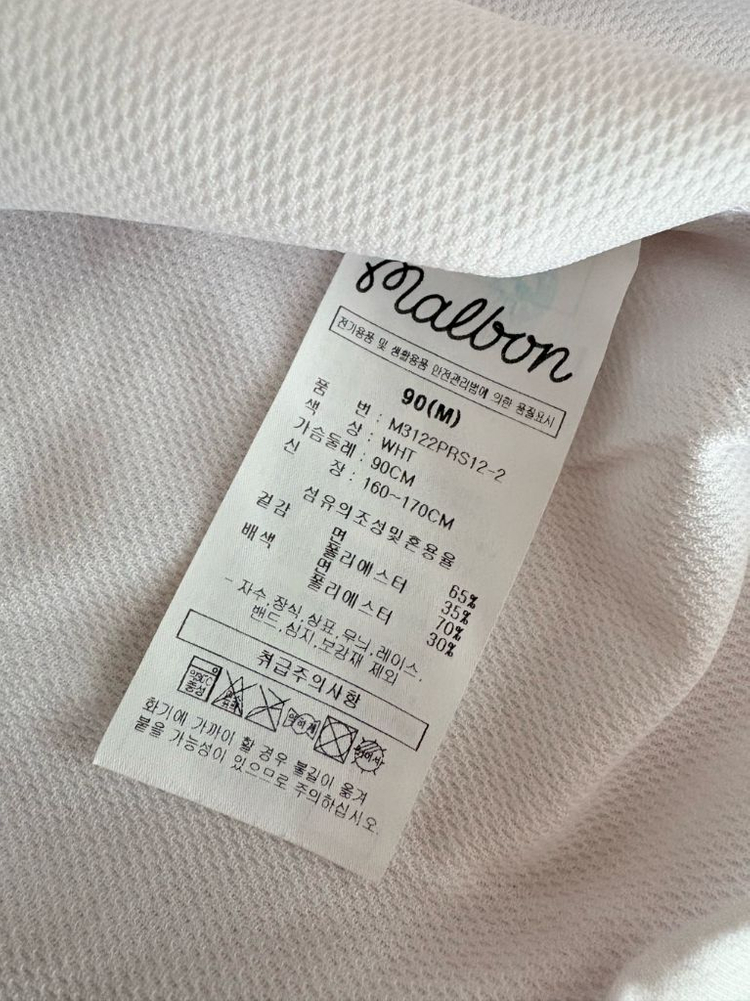 malbon
전기용품 및 생활용품 안전관리법에 의한 품질표시
90(M)
품 번 : M3122PRS12-2
색 상 : WHT
가슴둘레 : 90CM
신 장 : 160~170CM
섬유의조성및혼용율
겉감 면 65%
폴리에스터 35%
배색 면 70%
폴리에스터 30%
- 자수,장식,상표,무늬,레이스,
밴드,심지,보강재 제외
취급주의사항
중성 약하게
화기에 가까이 할 경우 불길이 옮겨
붙을 가능성이 있으므로 주의하십시오.